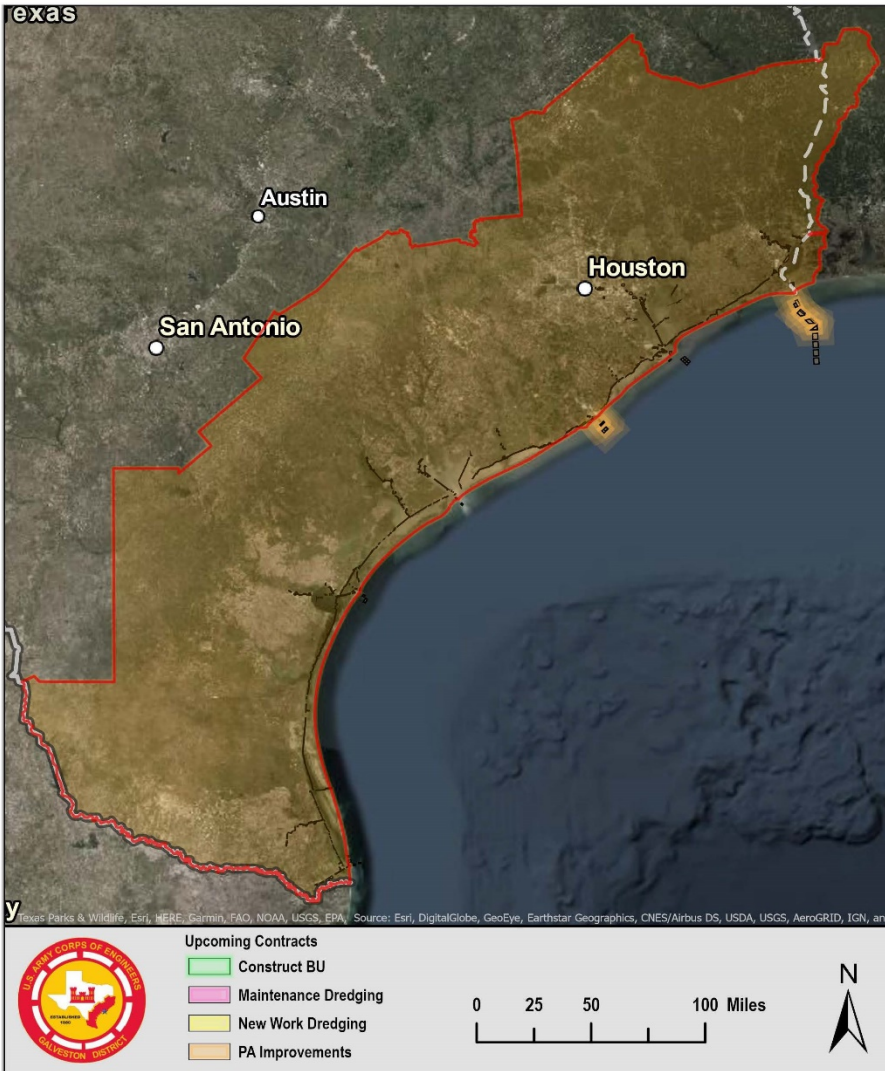 exas
Austin
Houston
San Antonio
y
Texas Parks & Wildlife, Esri, HERE, Garmin, FAO, NOAA, USGS, EPA, Source: Esri, DigitalGlobe, GeoEye, Earthstar Geographics, CNES/Airbus DS, USDA, USGS, AeroGRID, IGN, an
U.S. ARMY CORPS OF ENGINEERS
ESTABLISHED
GALVESTON DISTRICT
Upcoming Contracts
Construct BU
Maintenance Dredging
New Work Dredging
PA Improvements
0 25 50 100 Miles
N